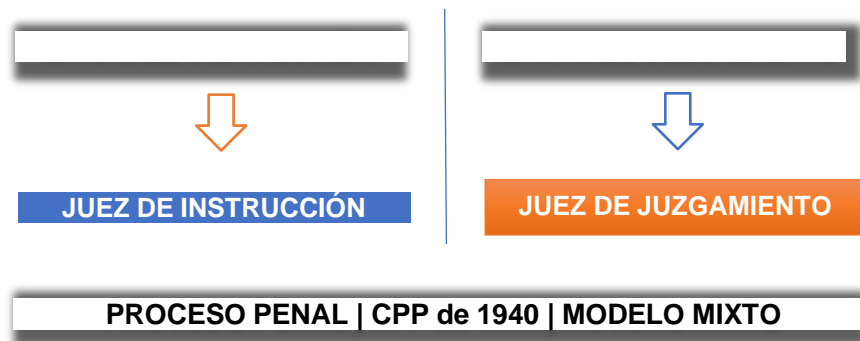 JUEZ DE INSTRUCCIÓN
JUEZ DE JUZGAMIENTO
PROCESO PENAL | CPP de 1940 | MODELO MIXTO